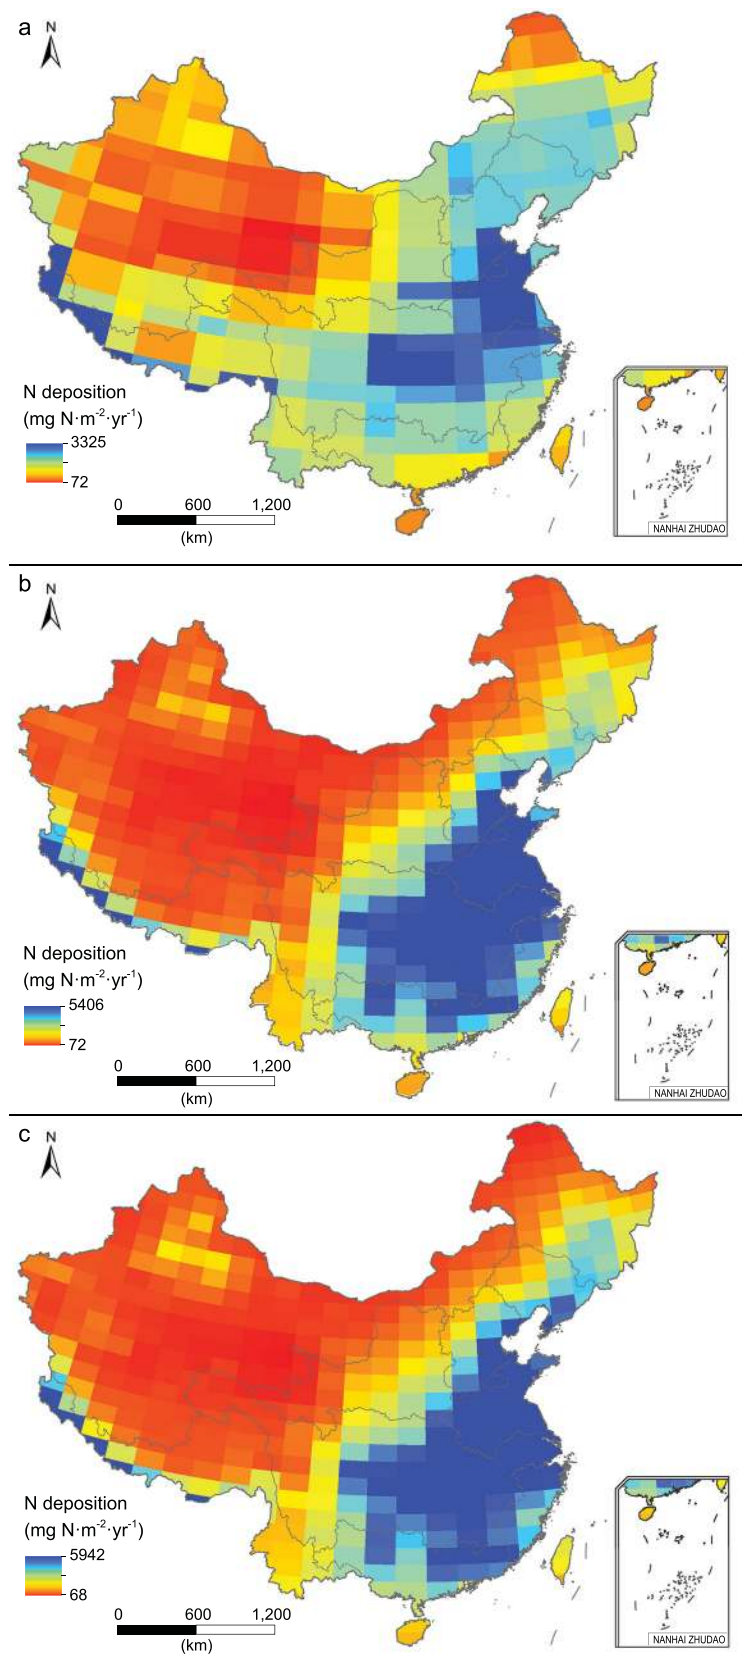 a
N
N deposition
(mg N·m-2·yr-1)
3325
72
0 600 1,200
(km)
NANHAI ZHUDAO
b
N
N deposition
(mg N·m-2·yr-1)
5406
72
0 600 1,200
(km)
NANHAI ZHUDAO
c
N
N deposition
(mg N·m-2·yr-1)
5942
68
0 600 1,200
(km)
NANHAI ZHUDAO